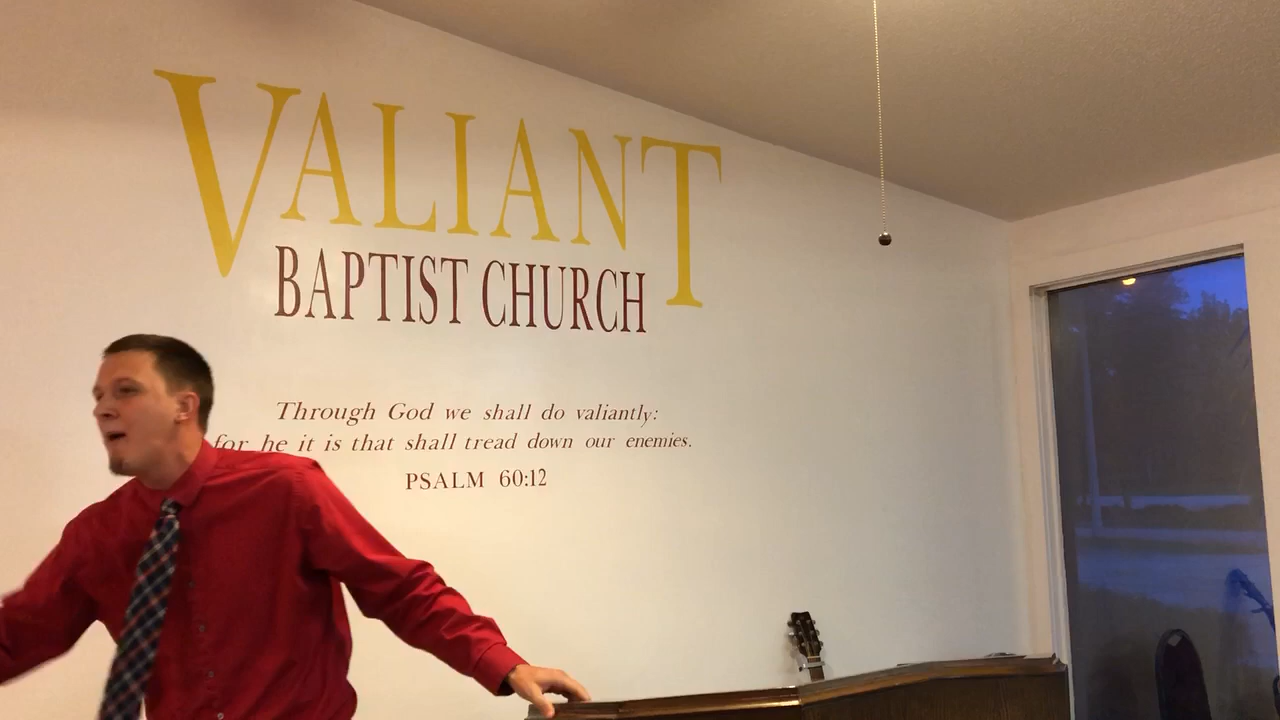 VALIANT
BAPTIST CHURCH
Through God we shall do valiantly:
for he it is that shall tread down our enemies.
PSALM 60:12